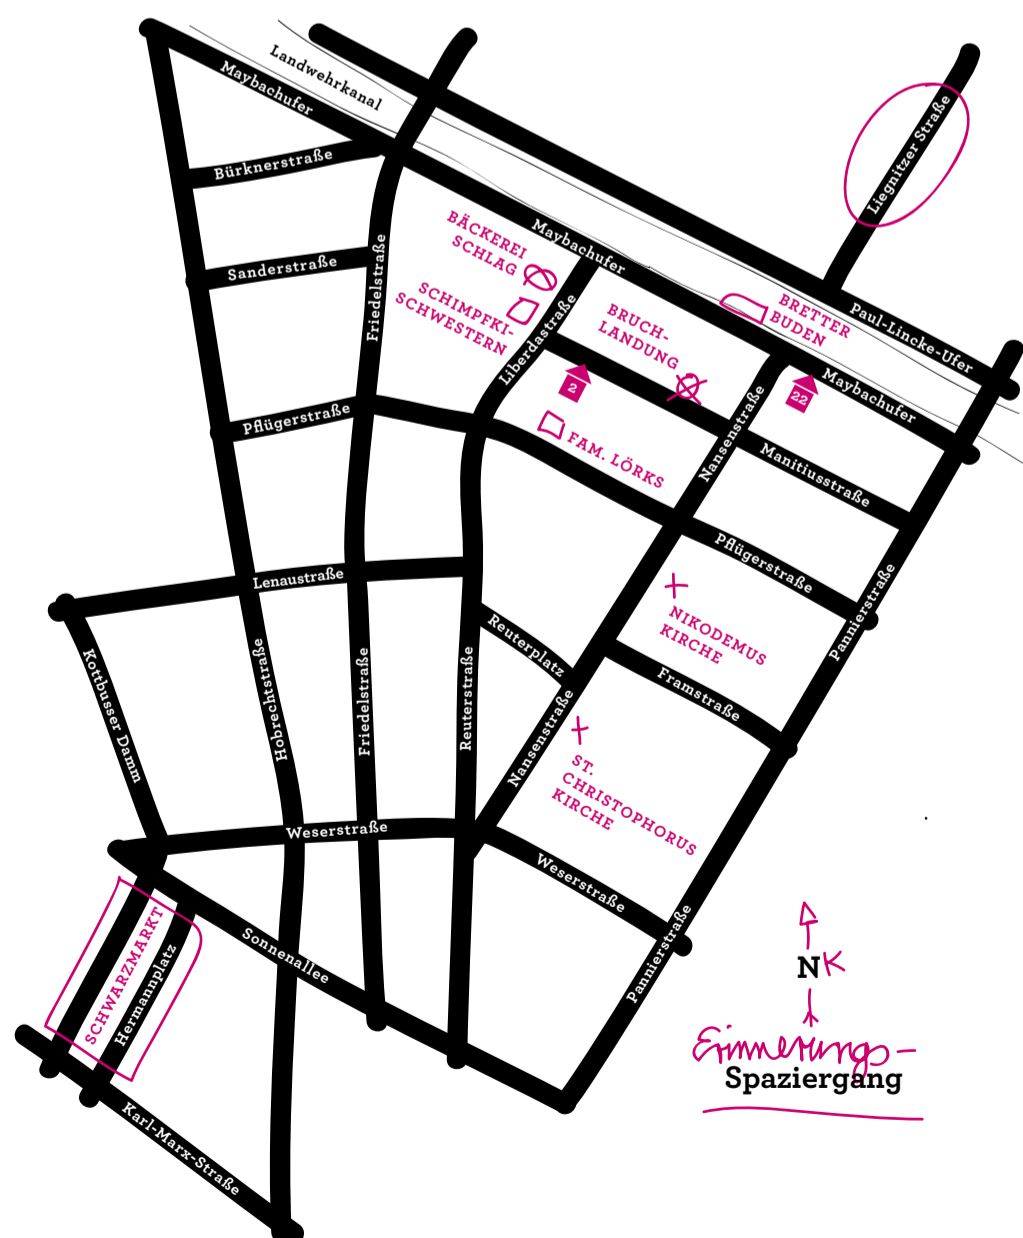 Landwehrkanal
Maybachufer
Bürknerstraße
Liegnitzer Straße
BÄCKEREI
SCHLAG
Maybachufer
Sanderstraße
Friedelstraße
SCHIMPFKI-
SCHWESTERN
Liberdastraße
BRUCH-
LANDUNG
BRETTER
BUDEN
Paul-Lincke-Ufer
Maybachufer
2
22
Pflügerstraße
FAM. LÖRKS
Nansenstraße
Manitiusstraße
Pflügerstraße
Lenaustraße
Pannierstraße
NIKODEMUS
KIRCHE
Reuterplatz
Framstraße
Kottbusser Damm
Hobrechtstraße
Friedelstraße
Reuterstraße
Nansenstraße
ST.
CHRISTOPHORUS
KIRCHE
Weserstraße
Weserstraße
SCHWARZMARKT
Hermannplatz
Sonnenallee
Pannierstraße
NK
Erinnerungs-
Spaziergang
Karl-Marx-Straße